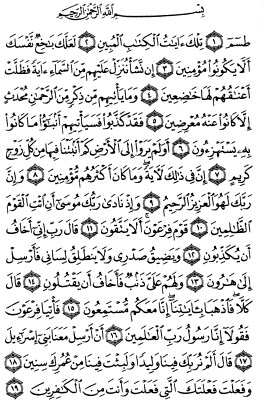 بِسْمِ اللَّهِ الرَّحْمَٰنِ الرَّحِيمِ
طسٓمٓ ۝١ تِلْكَ ءَايَٰتُ ٱلْكِتَٰبِ ٱلْمُبِينِ ۝٢ لَعَلَّكَ بَٰخِعٌ نَّفْسَكَ
أَلَّا يَكُونُوا۟ مُؤْمِنِينَ ۝٣ إِن نَّشَأْ نُنَزِّلْ عَلَيْهِم مِّنَ ٱلسَّمَآءِ ءَايَةً فَظَلَّتْ
أَعْنَٰقُهُمْ لَهَا خَٰضِعِينَ ۝٤ وَمَا يَأْتِيهِم مِّن ذِكْرٍ مِّنَ ٱلرَّحْمَٰنِ مُحْدَثٍ
إِلَّا كَانُوا۟ عَنْهُ مُعْرِضِينَ ۝٥ فَقَدْ كَذَّبُوا۟ فَسَيَأْتِيهِمْ أَنۢبَٰٓؤُا۟ مَا كَانُوا۟
بِهِۦ يَسْتَهْزِءُونَ ۝٦ أَوَلَمْ يَرَوْا۟ إِلَى ٱلْأَرْضِ كَمْ أَنۢبَتْنَا فِيهَا مِن كُلِّ زَوْجٍ
كَرِيمٍ ۝٧ إِنَّ فِى ذَٰلِكَ لَءَايَةً ۖ وَمَا كَانَ أَكْثَرُهُم مُّؤْمِنِينَ ۝٨ وَإِنَّ
رَبَّكَ لَهُوَ ٱلْعَزِيزُ ٱلرَّحِيمُ ۝٩ وَإِذْ نَادَىٰ رَبُّكَ مُوسَىٰٓ أَنِ ٱئْتِ ٱلْقَوْمَ
ٱلظَّٰلِمِينَ ۝١٠ قَوْمَ فِرْعَوْنَ ۚ أَلَا يَتَّقُونَ ۝١١ قَالَ رَبِّ إِنِّىٓ أَخَافُ
أَن يُكَذِّبُونِ ۝١٢ وَيَضِيقُ صَدْرِى وَلَا يَنطَلِقُ لِسَانِى فَأَرْسِلْ
إِلَىٰ هَٰرُونَ ۝١٣ وَلَهُمْ عَلَىَّ ذَنۢبٌ فَأَخَافُ أَن يَقْتُلُونِ ۝١٤ قَالَ
كَلَّا ۖ فَٱذْهَبَا بِـَٔايَٰتِنَآ ۖ إِنَّا مَعَكُم مُّسْتَمِعُونَ ۝١٥ فَأْتِيَا فِرْعَوْنَ
فَقُولَآ إِنَّا رَسُولُ رَبِّ ٱلْعَٰلَمِينَ ۝١٦ أَنْ أَرْسِلْ مَعَنَا بَنِىٓ إِسْرَٰٓءِيلَ
۝١٧ قَالَ أَلَمْ نُرَبِّكَ فِينَا وَلِيدًا وَلَبِثْتَ فِينَا مِنْ عُمُرِكَ سِنِينَ ۝١٨
وَفَعَلْتَ فَعْلَتَكَ ٱلَّتِى فَعَلْتَ وَأَنتَ مِنَ ٱلْكَٰفِرِينَ ۝١٩